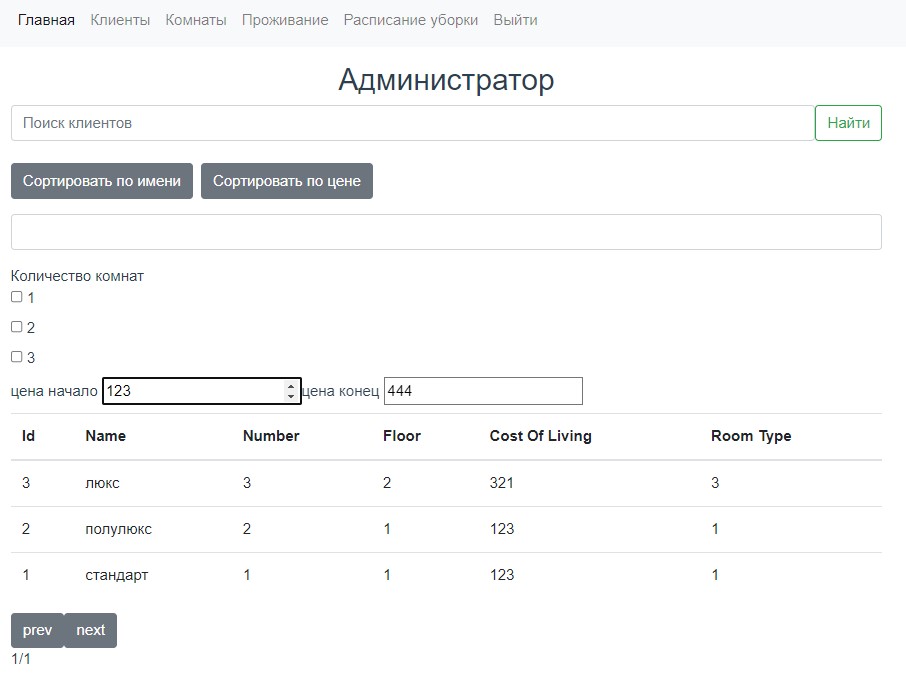 Главная Клиенты Комнаты Проживание Расписание уборки Выйти
Администратор
Поиск клиентов Найти
Сортировать по имени Сортировать по цене
Количество комнат
1
2
3
цена начало 123 цена конец 444
Id Name Number Floor Cost Of Living Room Type
3 люкс 3 2 321 3
2 полулюкс 2 1 123 1
1 стандарт 1 1 123 1
prev next
1/1